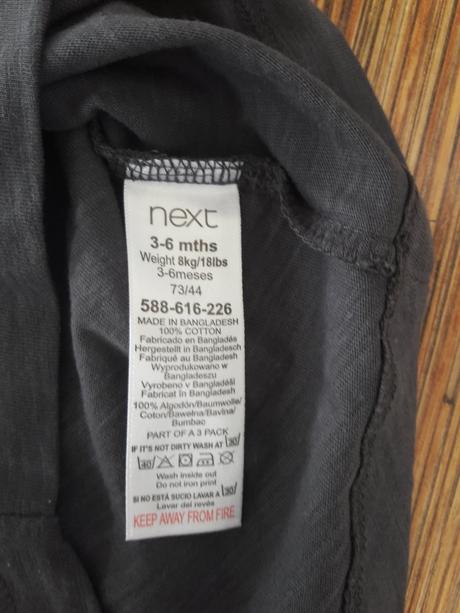 next
3-6 mths
Weight 8kg/18lbs
3-6meses
73/44
588-616-226
MADE IN BANGLADESH
100% COTTON
Fabricado en Bangladés
Hergestellt in Bangladesch
Fabriqué au Bangladesh
Wyprodukowano w
Bangladeszu
Vyrobeno v Bangladéši
Fabricat în Bangladesh
100% Algodón/Baumwolle/
Coton/Bawełna/Bavlna/
Bumbac
PART OF A 3 PACK
IF IT'S NOT DIRTY WASH AT 30
40
Wash inside out
Do not iron print
SI NO ESTÁ SUCIO LAVAR A 30
Lavar del revés
KEEP AWAY FROM FIRE